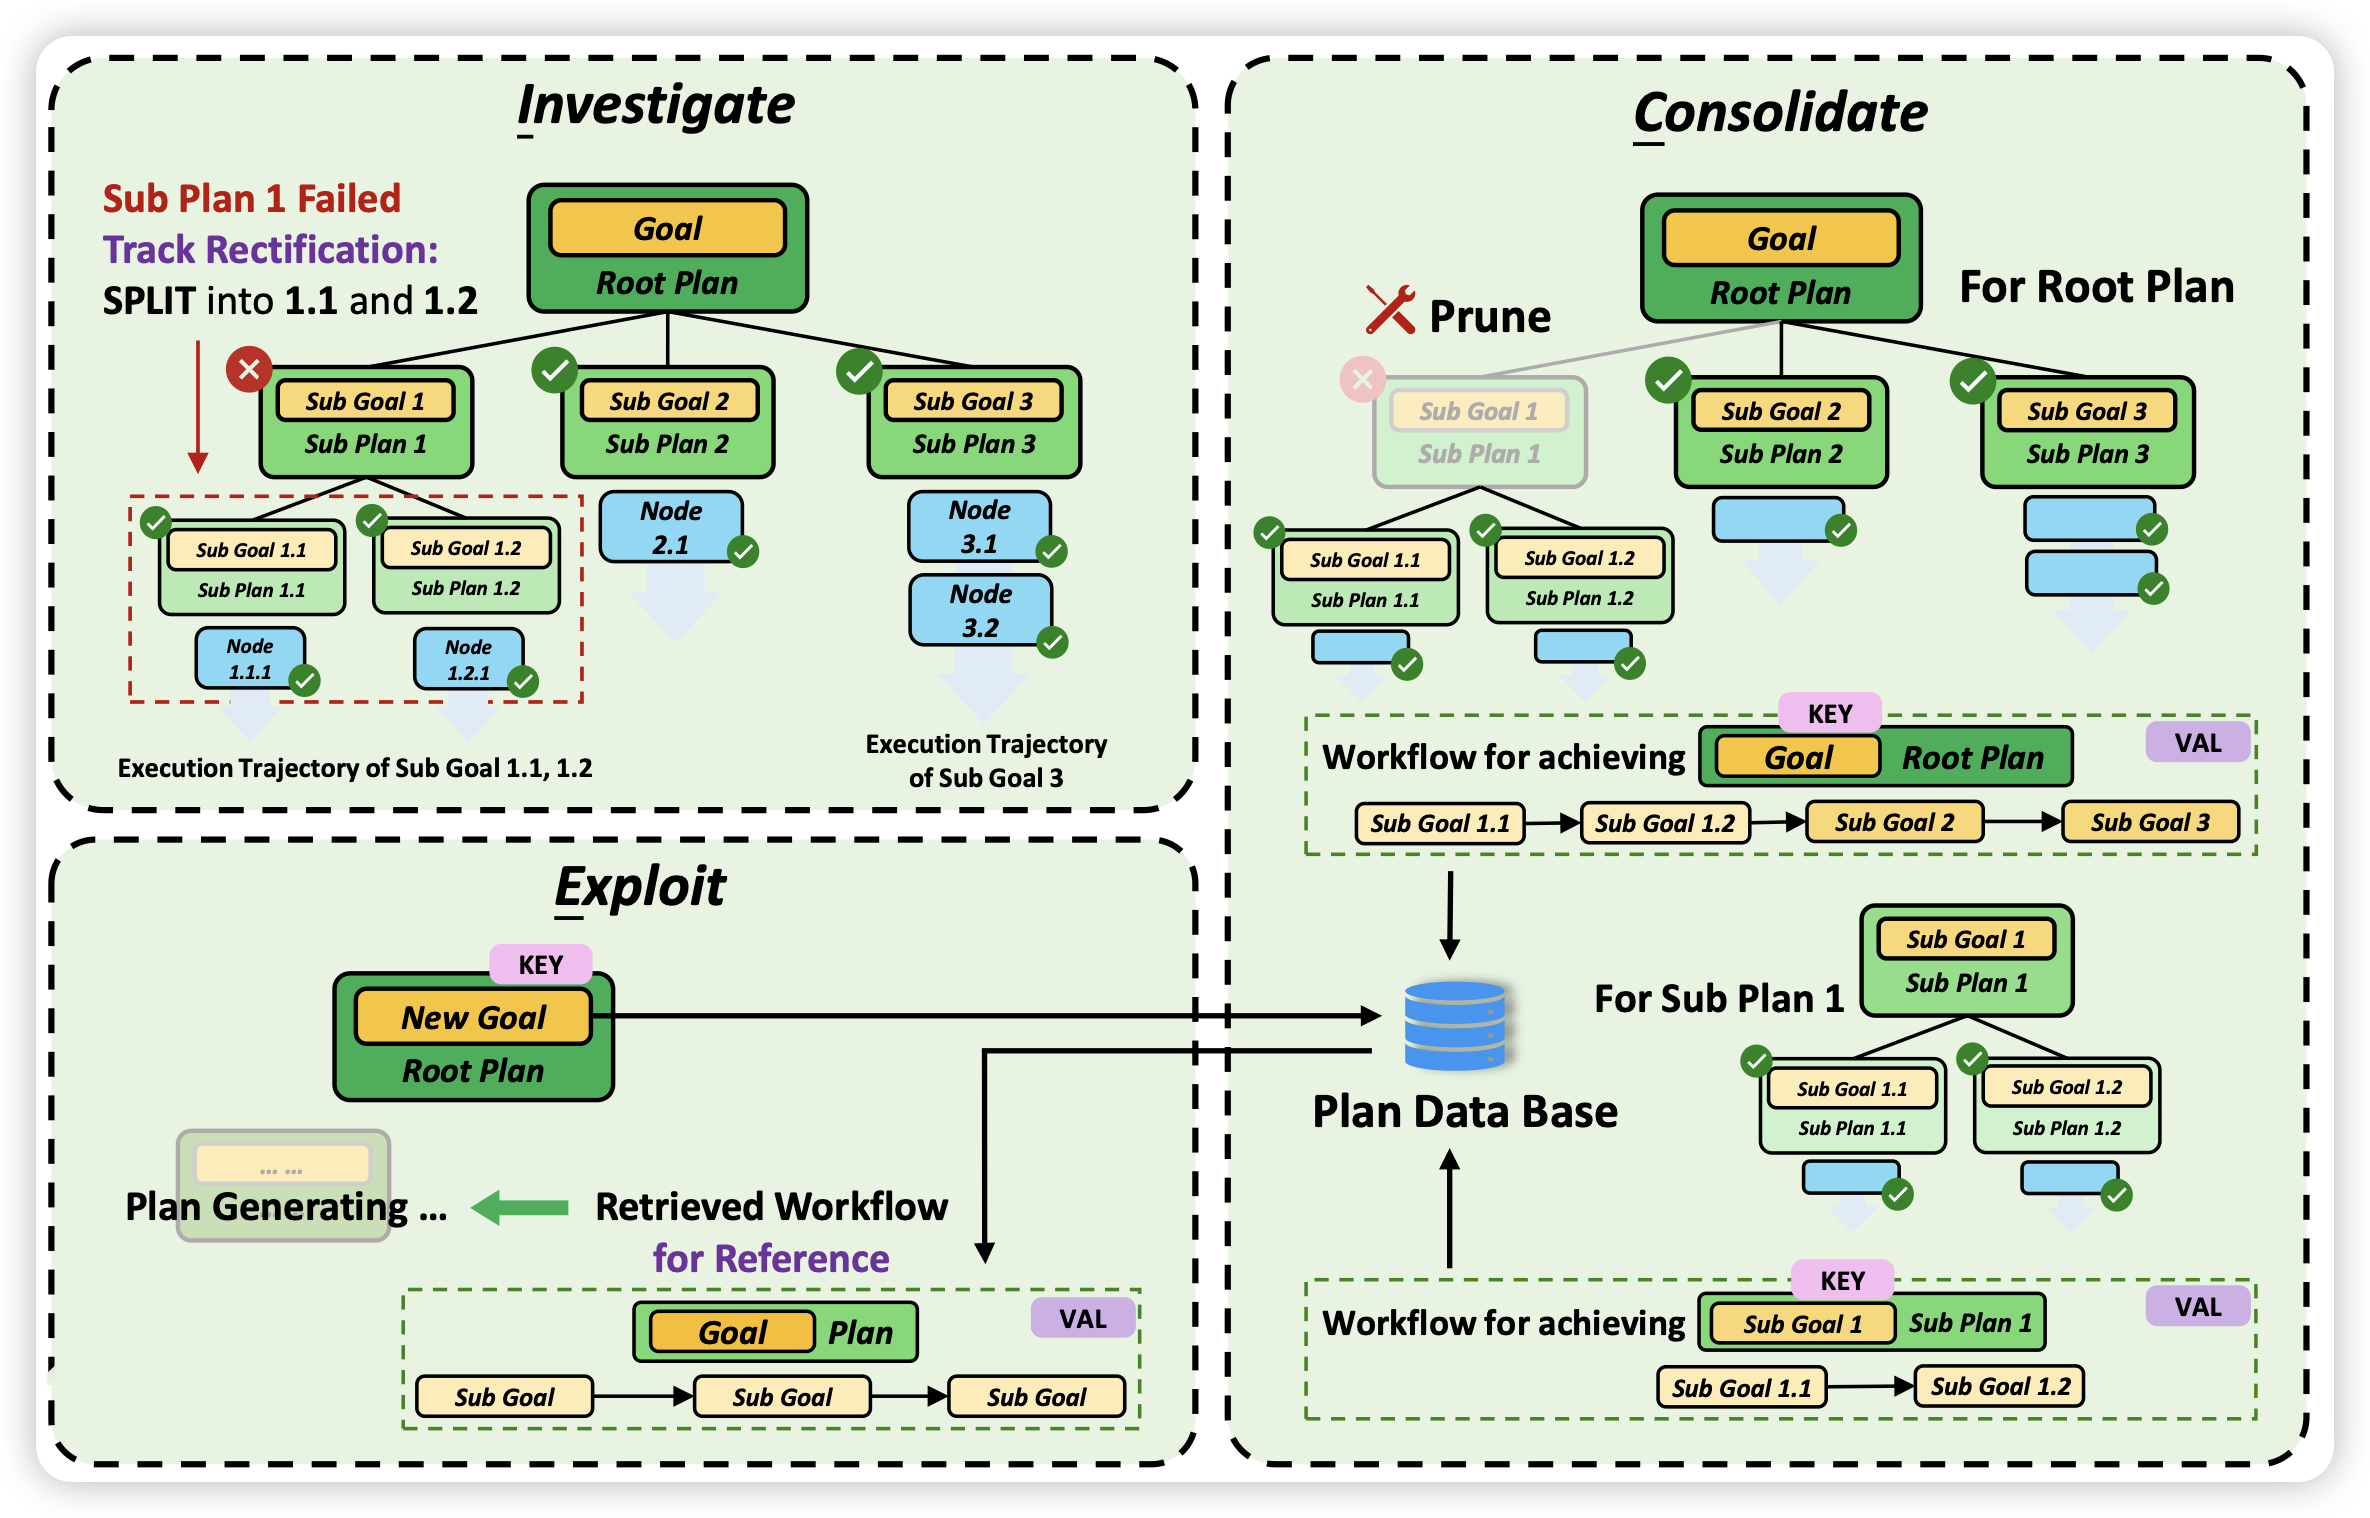 Investigate
Sub Plan 1 Failed
Track Rectification:
SPLIT into 1.1 and 1.2
Goal
Root Plan
Sub Goal 1
Sub Plan 1
Sub Goal 2
Sub Plan 2
Sub Goal 3
Sub Plan 3
Sub Goal 1.1
Sub Plan 1.1
Sub Goal 1.2
Sub Plan 1.2
Node
1.1.1
Node
1.2.1
Node
2.1
Node
3.1
Node
3.2
Execution Trajectory of Sub Goal 1.1, 1.2
Execution Trajectory
of Sub Goal 3
Exploit
KEY
New Goal
Root Plan
... ...
Plan Generating ...
Retrieved Workflow
for Reference
VAL
Goal Plan
Sub Goal
Sub Goal
Sub Goal
Consolidate
Goal
Root Plan
For Root Plan
Prune
Sub Goal 1
Sub Plan 1
Sub Goal 2
Sub Plan 2
Sub Goal 3
Sub Plan 3
Sub Goal 1.1
Sub Plan 1.1
Sub Goal 1.2
Sub Plan 1.2
KEY
VAL
Workflow for achieving Goal Root Plan
Sub Goal 1.1
Sub Goal 1.2
Sub Goal 2
Sub Goal 3
Plan Data Base
For Sub Plan 1
Sub Goal 1
Sub Plan 1
Sub Goal 1.1
Sub Plan 1.1
Sub Goal 1.2
Sub Plan 1.2
KEY
VAL
Workflow for achieving Sub Goal 1 Sub Plan 1
Sub Goal 1.1
Sub Goal 1.2